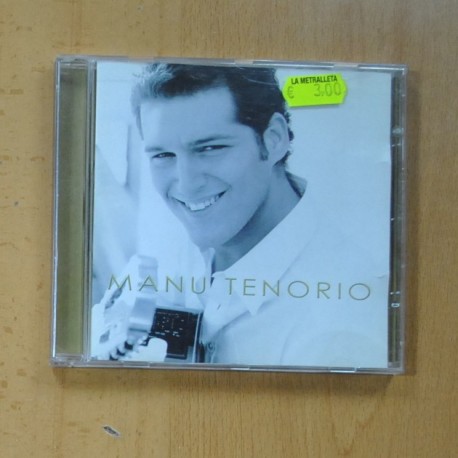 LA METRALLETA
€ 3.00
MANU TENORIO